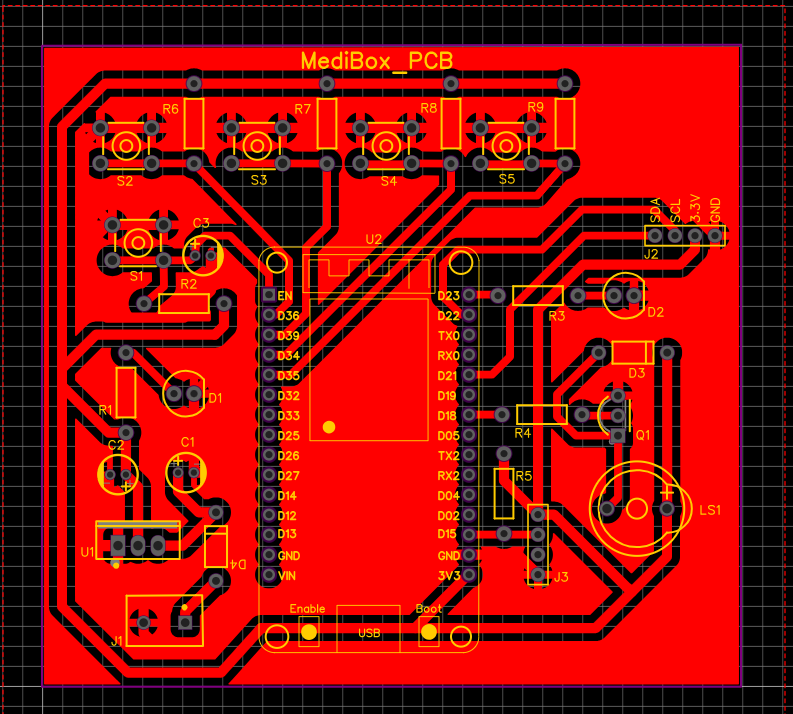 MediBox_PCB
R6
R7
R8
R9
S2
S3
S4
S5
SDA
SCL
3.3V
GND
C3
U2
J2
S1
R2
EN
D36
D39
D34
D35
D32
D33
D25
D26
D27
D14
D12
D13
GND
VIN
D23
D22
TX0
RX0
D21
D19
D18
D05
TX2
RX2
D04
D02
D15
GND
3V3
R3
D2
D3
R1
D1
R4
Q1
C2
C1
R5
LS1
U1
D4
J3
J1
Enable
USB
Boot